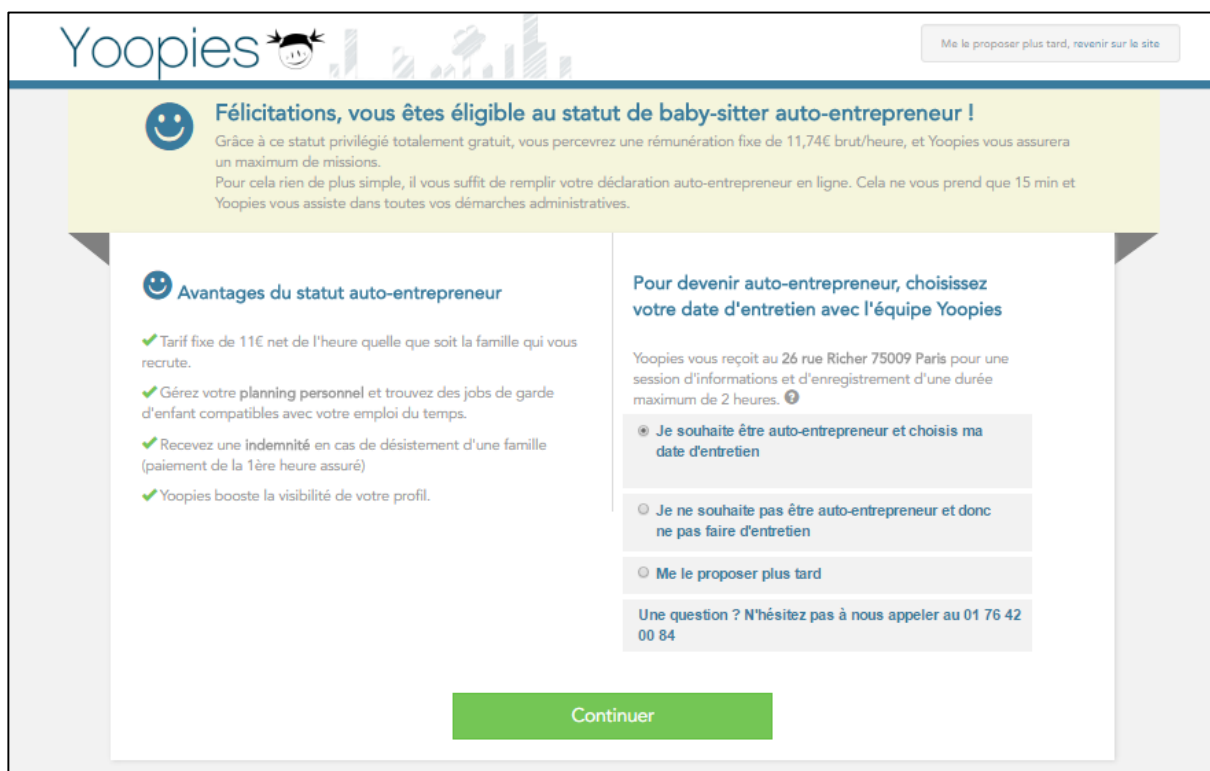 Yoopies
Me le proposer plus tard, revenir sur le site
Félicitations, vous êtes éligible au statut de baby-sitter auto-entrepreneur !
Grâce à ce statut privilégié totalement gratuit, vous percevrez une rémunération fixe de 11,74€ brut/heure, et Yoopies vous assurera
un maximum de missions.
Pour cela rien de plus simple, il vous suffit de remplir votre déclaration auto-entrepreneur en ligne. Cela ne vous prend que 15 min et
Yoopies vous assiste dans toutes vos démarches administratives.
Avantages du statut auto-entrepreneur
Tarif fixe de 11€ net de l'heure quelle que soit la famille qui vous
recrute.
Gérez votre planning personnel et trouvez des jobs de garde
d'enfant compatibles avec votre emploi du temps.
Recevez une indemnité en cas de désistement d'une famille
(paiement de la 1ère heure assuré)
Yoopies booste la visibilité de votre profil.
Pour devenir auto-entrepreneur, choisissez
votre date d'entretien avec l'équipe Yoopies
Yoopies vous reçoit au 26 rue Richer 75009 Paris pour une
session d'informations et d'enregistrement d'une durée
maximum de 2 heures. ?
Je souhaite être auto-entrepreneur et choisis ma
date d'entretien
Je ne souhaite pas être auto-entrepreneur et donc
ne pas faire d'entretien
Me le proposer plus tard
Une question ? N'hésitez pas à nous appeler au 01 76 42
00 84
Continuer